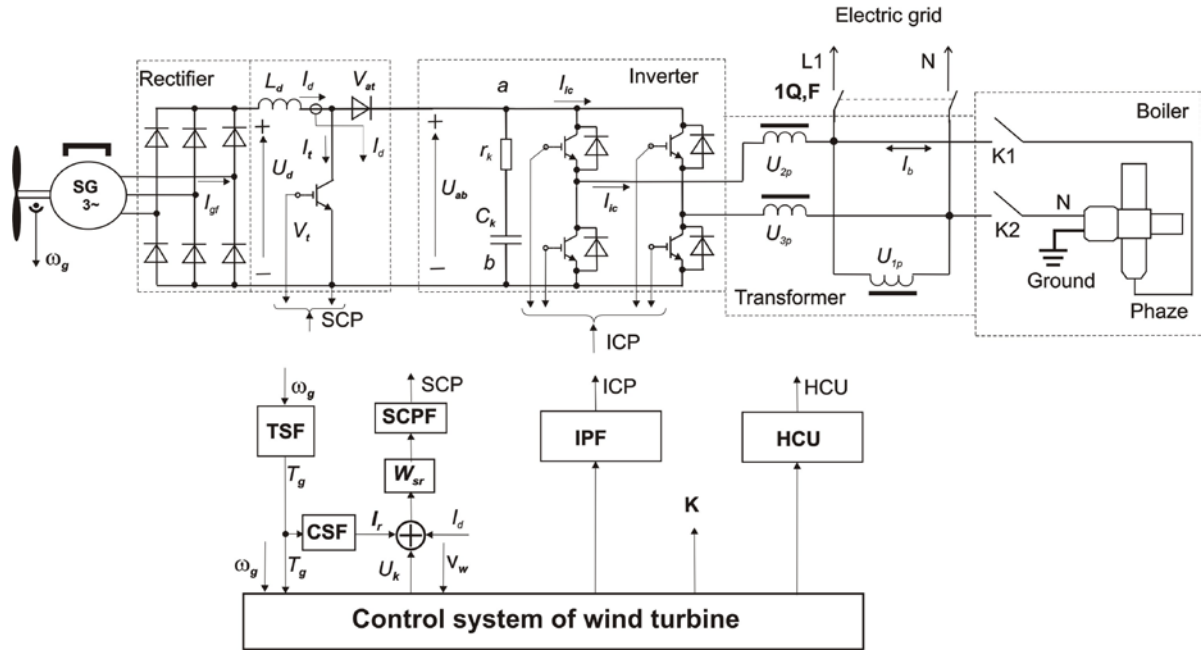 Electric grid
L1
N
Rectifier
L_d
I_d
V_at
Inverter
a
I_ic
1Q,F
Boiler
SG
3~
I_gf
U_d
I_t
I_d
V_t
r_k
U_ab
C_k
b
I_ic
U_2p
I_b
K1
U_3p
N
K2
U_1p
Ground
Phaze
Transformer
ω_g
SCP
ICP
ω_g
SCP
ICP
HCU
TSF
SCPF
IPF
HCU
T_g
W_sr
K
CSF
I_r
I_d
ω_g
T_g
U_k
V_w
Control system of wind turbine